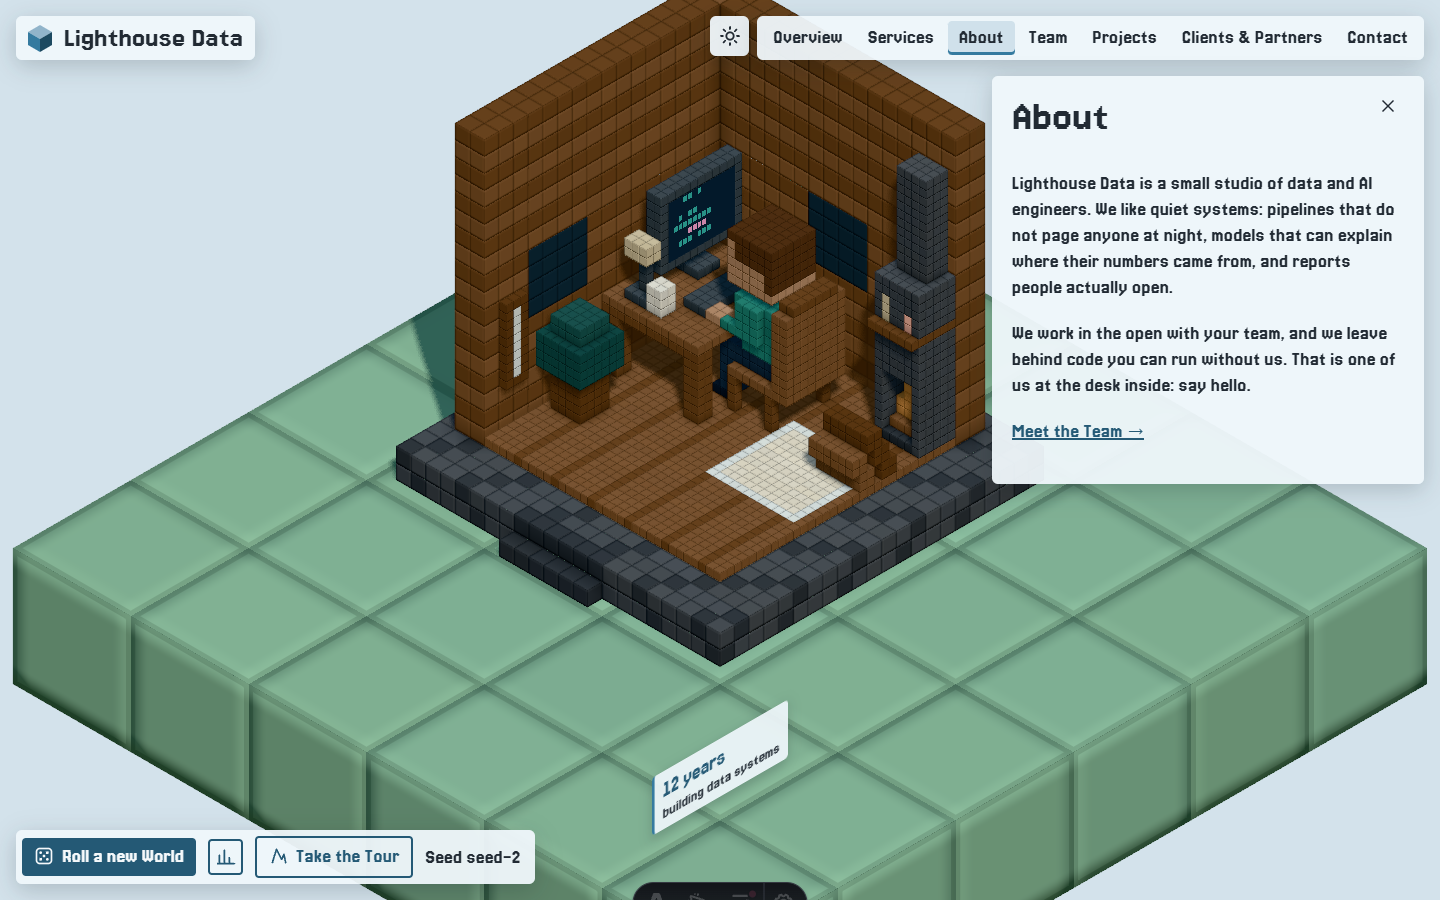 Lighthouse Data
Overview
Services
About
Team
Projects
Clients & Partners
Contact
About
Lighthouse Data is a small studio of data and AI
engineers. We like quiet systems: pipelines that do
not page anyone at night, models that can explain
where their numbers came from, and reports
people actually open.
We work in the open with your team, and we leave
behind code you can run without us. That is one of
us at the desk inside: say hello.
Meet the Team →
12 years
building data systems
Roll a new World
Take the Tour
Seed seed-2